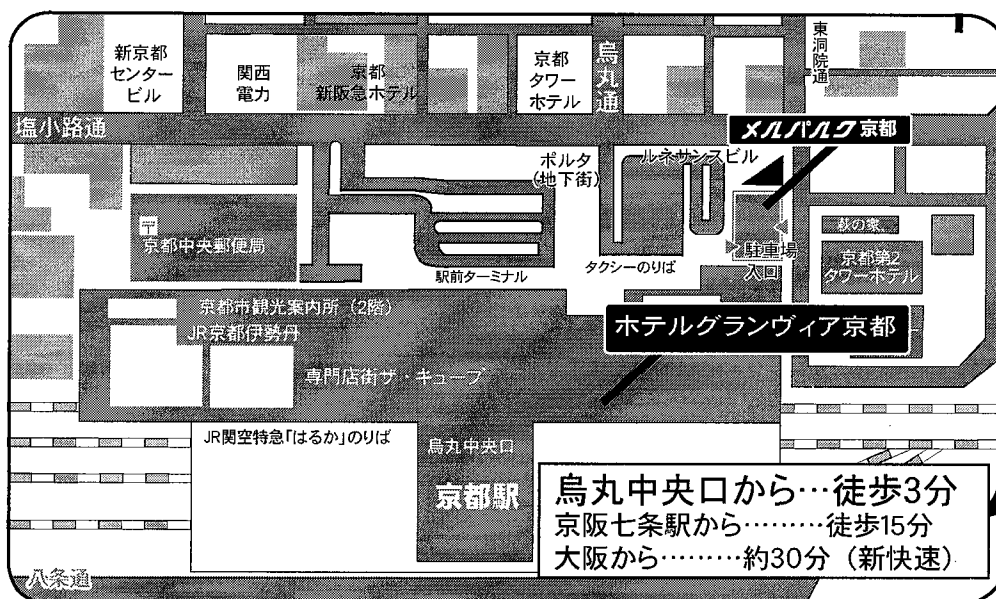 新京都
センター
ビル
関西
電力
京都
新阪急ホテル
京都
タワー
ホテル
烏丸通
東洞院通
塩小路通
メルパルク京都
ポルタ
(地下街)
ルネサンスビル
〒
京都中央郵便局
駅前ターミナル
タクシーのりば
駐車場
入口
萩の家
京都第2
タワーホテル
京都市観光案内所(2階)
JR京都伊勢丹
ホテルグランヴィア京都
専門店街ザ・キューブ
JR関空特急「はるか」のりば
烏丸中央口
京都駅
烏丸中央口から…徒歩3分
京阪七条駅から………徒歩15分
大阪から………約30分(新快速)
八条通